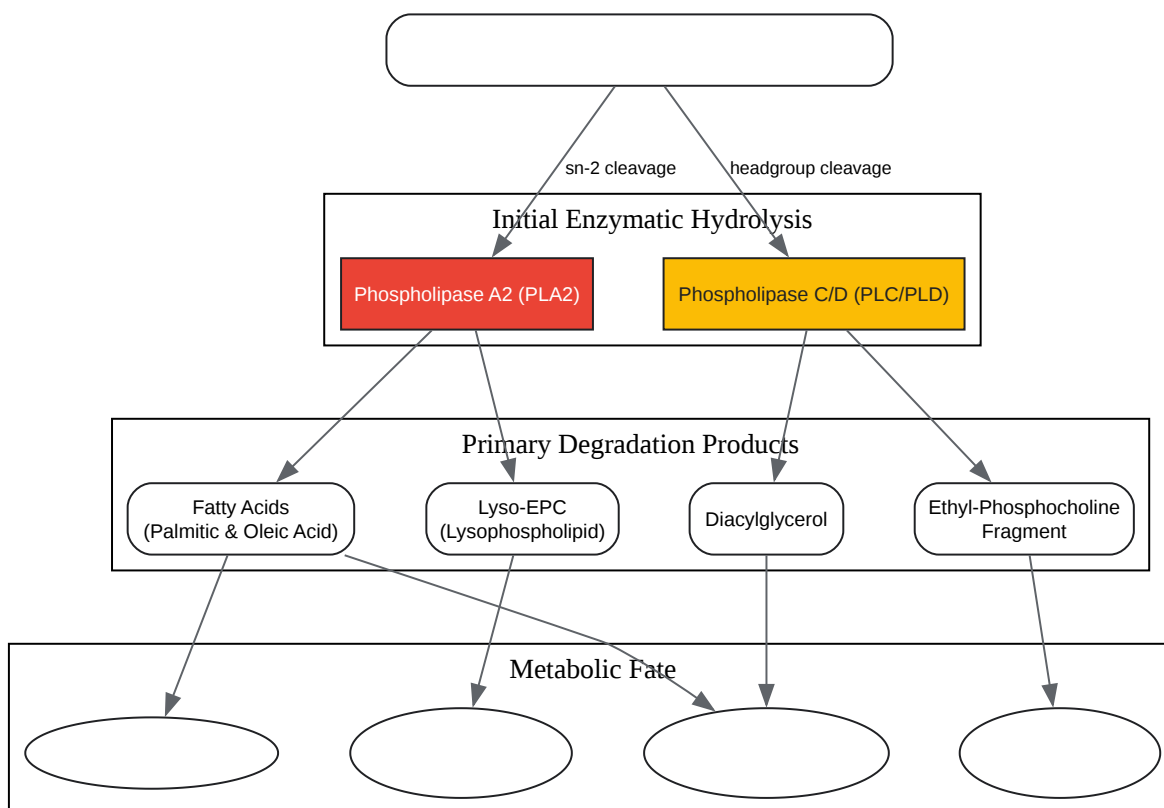 sn-2 cleavage
headgroup cleavage
Initial Enzymatic Hydrolysis
Phospholipase A2 (PLA2)
Phospholipase C/D (PLC/PLD)
Primary Degradation Products
Fatty Acids
(Palmitic & Oleic Acid)
Lyso-EPC
(Lysophospholipid)
Diacylglycerol
Ethyl-Phosphocholine
Fragment
Metabolic Fate